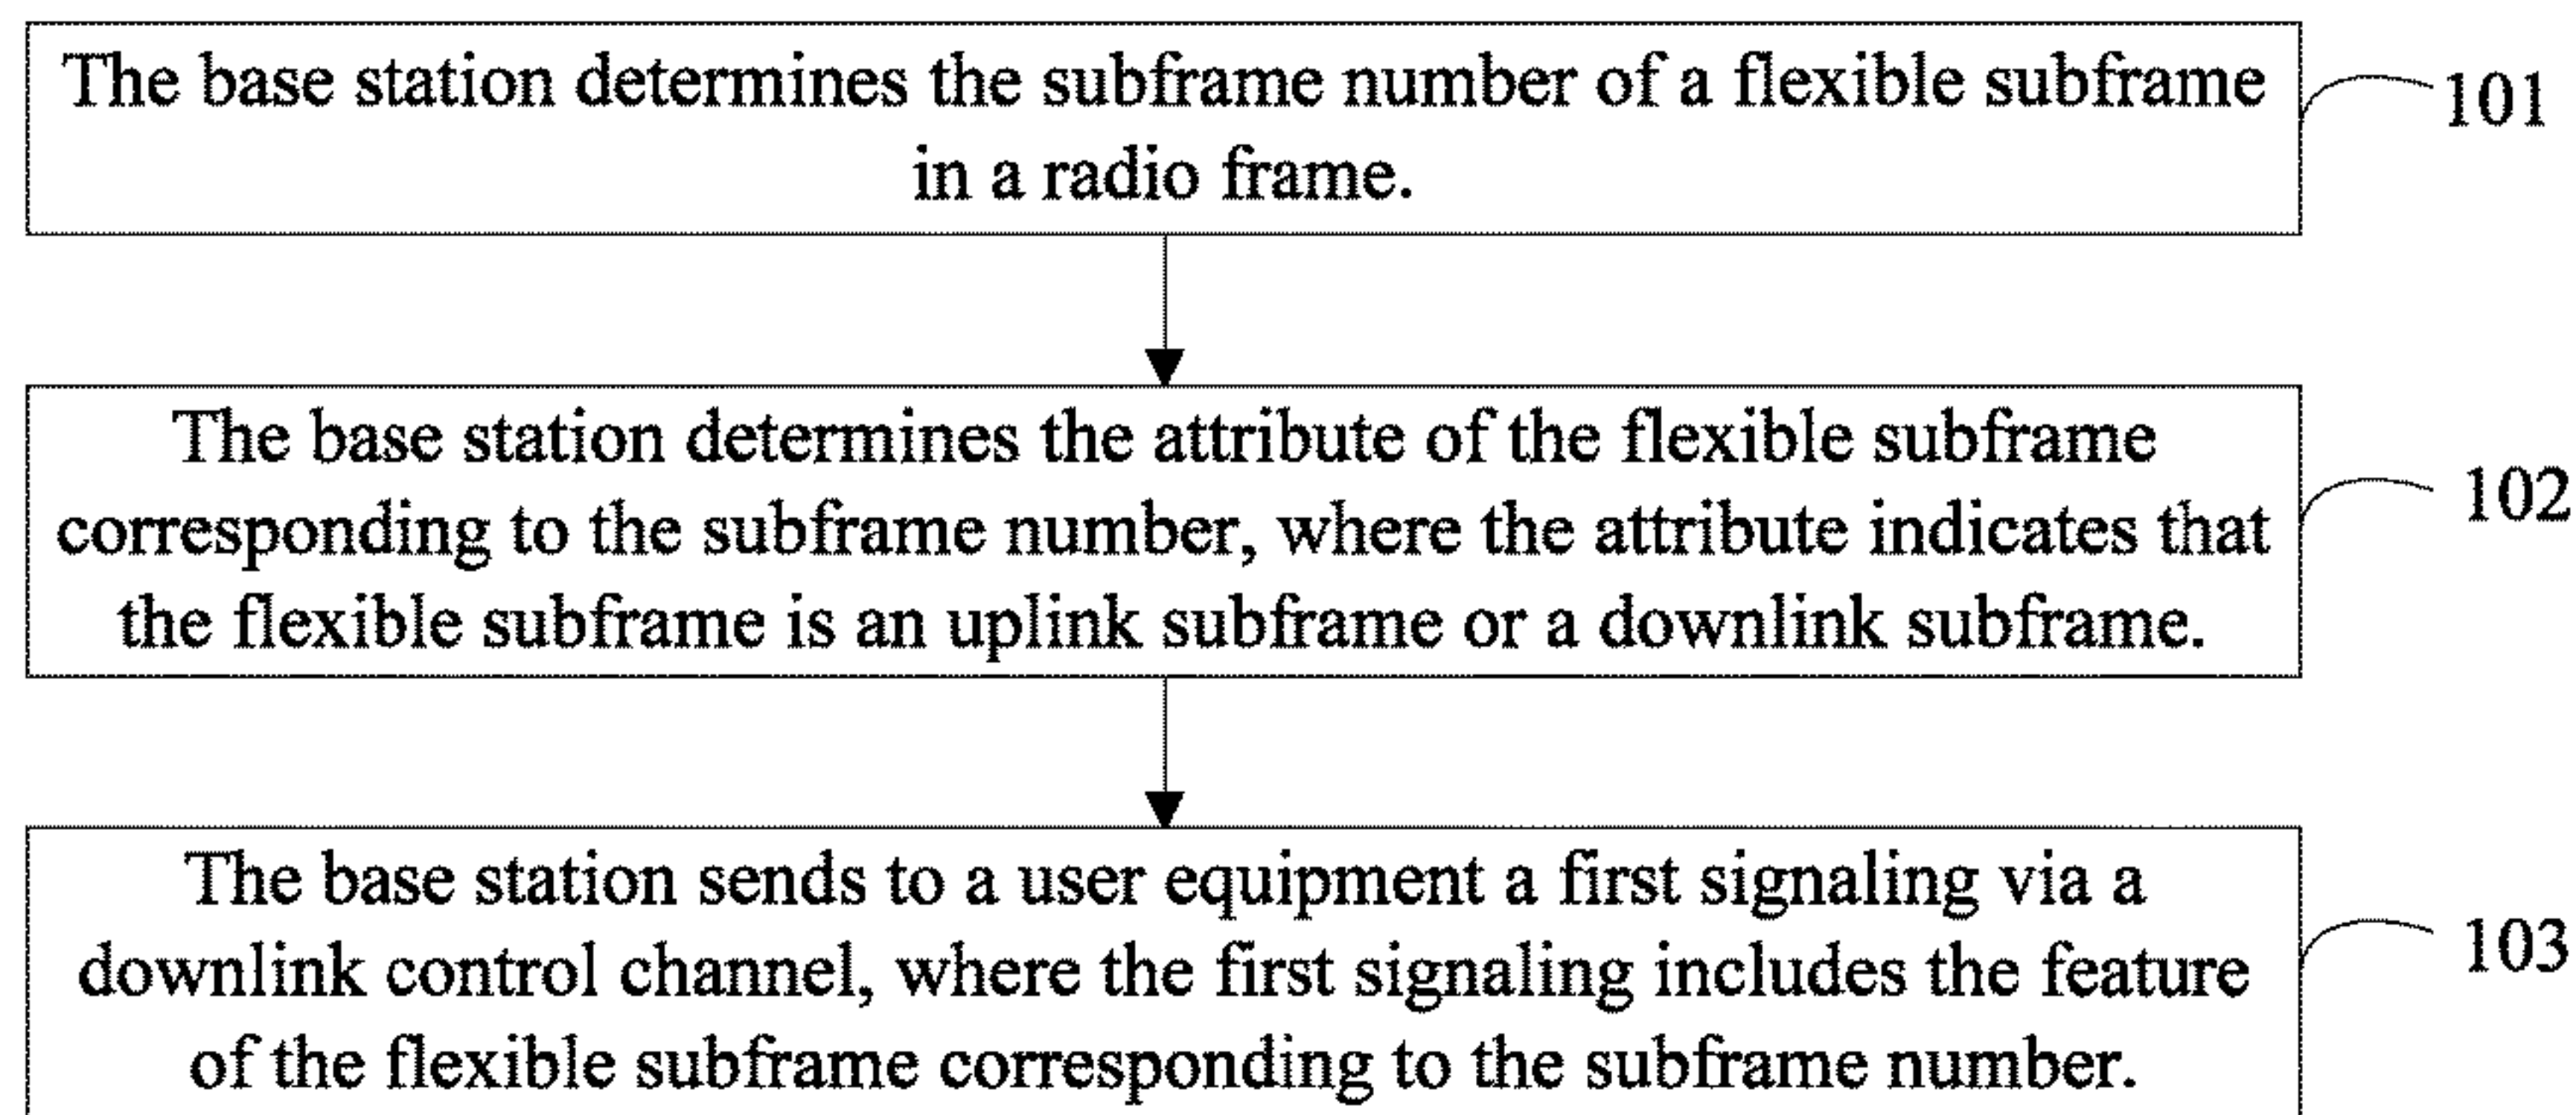 The base station determines the subframe number of a flexible subframe
in a radio frame.
101
The base station determines the attribute of the flexible subframe
corresponding to the subframe number, where the attribute indicates that
the flexible subframe is an uplink subframe or a downlink subframe.
102
The base station sends to a user equipment a first signaling via a
downlink control channel, where the first signaling includes the feature
of the flexible subframe corresponding to the subframe number.
103